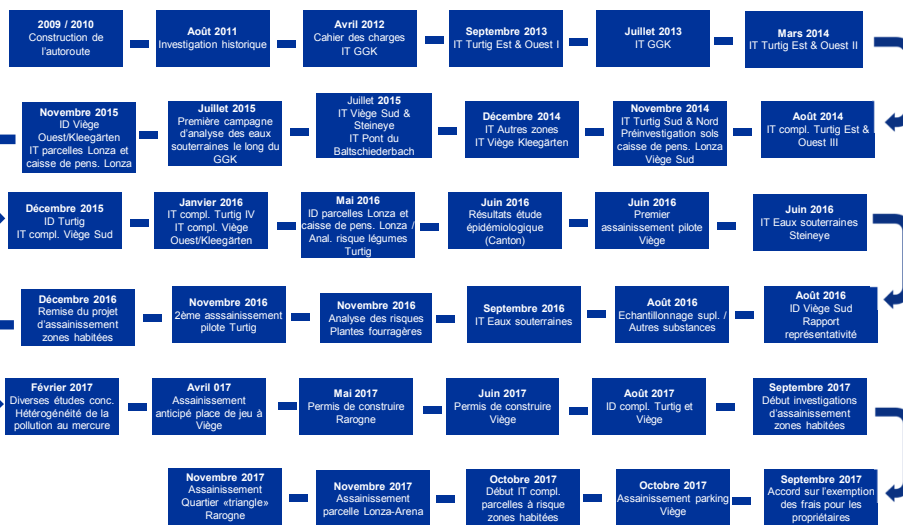 2009 / 2010
Construction de
l'autoroute
Août 2011
Investigation historique
Avril 2012
Cahier des charges
IT GGK
Septembre 2013
IT Turtig Est & Ouest I
Juillet 2013
IT GGK
Mars 2014
IT Turtig Est & Ouest II
Août 2014
IT compl. Turtig Est &
Ouest III
Novembre 2014
IT Turtig Sud & Nord
Préinvestigation sols
caisse de pens. Lonza
Viège Sud
Décembre 2014
IT Autres zones
IT Viège Kleegärten
Juillet 2015
IT Viège Sud &
Steineye
IT Pont du
Baltschiederbach
Juillet 2015
Première campagne
d'analyse des eaux
souterraines le long du
GGK
Novembre 2015
ID Viège
Ouest/Kleegärten
IT parcelles Lonza et
caisse de pens. Lonza
Décembre 2015
ID Turtig
IT compl. Viège Sud
Janvier 2016
IT compl. Turtig IV
IT compl. Viège
Ouest/Kleegärten
Mai 2016
ID parcelles Lonza et
caisse de pens. Lonza /
Anal. risque légumes
Turtig
Juin 2016
Résultats étude
épidémiologique
(Canton)
Juin 2016
Premier
assainissement pilote
Viège
Juin 2016
IT Eaux souterraines
Steineye
Août 2016
ID Viège Sud
Rapport
représentativité
Août 2016
Echantillonnage supl. /
Autres substances
Septembre 2016
IT Eaux souterraines
Novembre 2016
Analyse des risques
Plantes fourragères
Novembre 2016
2ème asssainissement
pilote Turtig
Décembre 2016
Remise du projet
d'assainissement
zones habitées
Février 2017
Diverses études conc.
Hétérogénéité de la
pollution au mercure
Avril 017
Assainissement
anticipé place de jeu à
Viège
Mai 2017
Permis de construire
Rarogne
Juin 2017
Permis de construire
Viège
Août 2017
ID compl. Turtig et
Viège
Septembre 2017
Début investigations
d'assainissement
zones habitées
Septembre 2017
Accord sur l'exemption
des frais pour les
propriétaires
Octobre 2017
Assainissement parking
Viège
Octobre 2017
Début IT compl.
parcelles à risque
zones habitées
Novembre 2017
Assainissement
parcelle Lonza-Arena
Novembre 2017
Assainissement
Quartier «triangle»
Rarogne